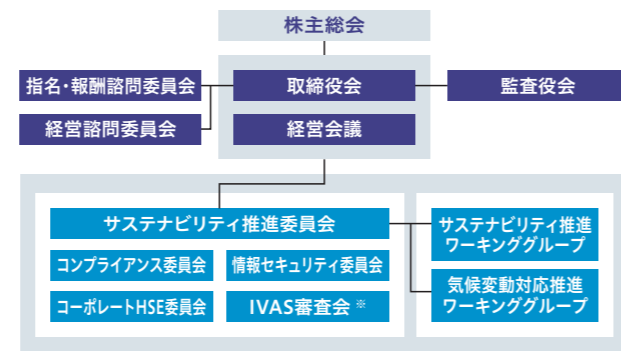 株主総会
指名・報酬諮問委員会
取締役会
監査役会
経営諮問委員会
経営会議
サステナビリティ推進委員会
サステナビリティ推進
ワーキンググループ
コンプライアンス委員会
情報セキュリティ委員会
コーポレートHSE委員会
IVAS審査会※
気候変動対応推進
ワーキンググループ